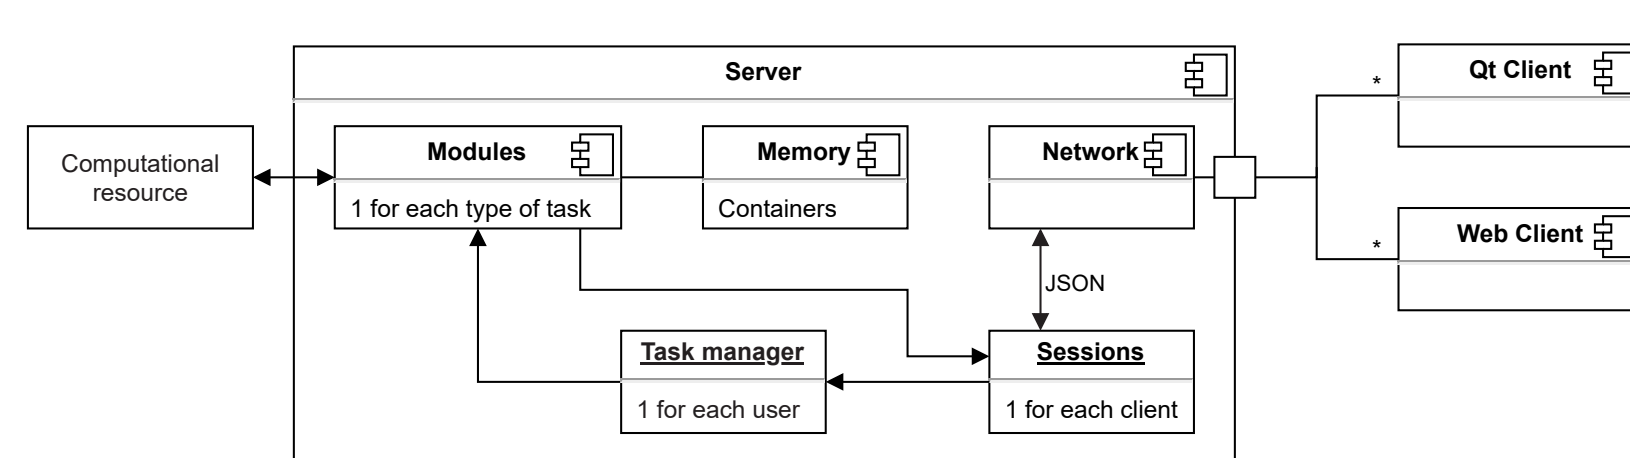 Server
*
Qt Client
Computational
resource
Modules
1 for each type of task
Memory
Containers
Network
*
Web Client
JSON
Task manager
1 for each user
Sessions
1 for each client